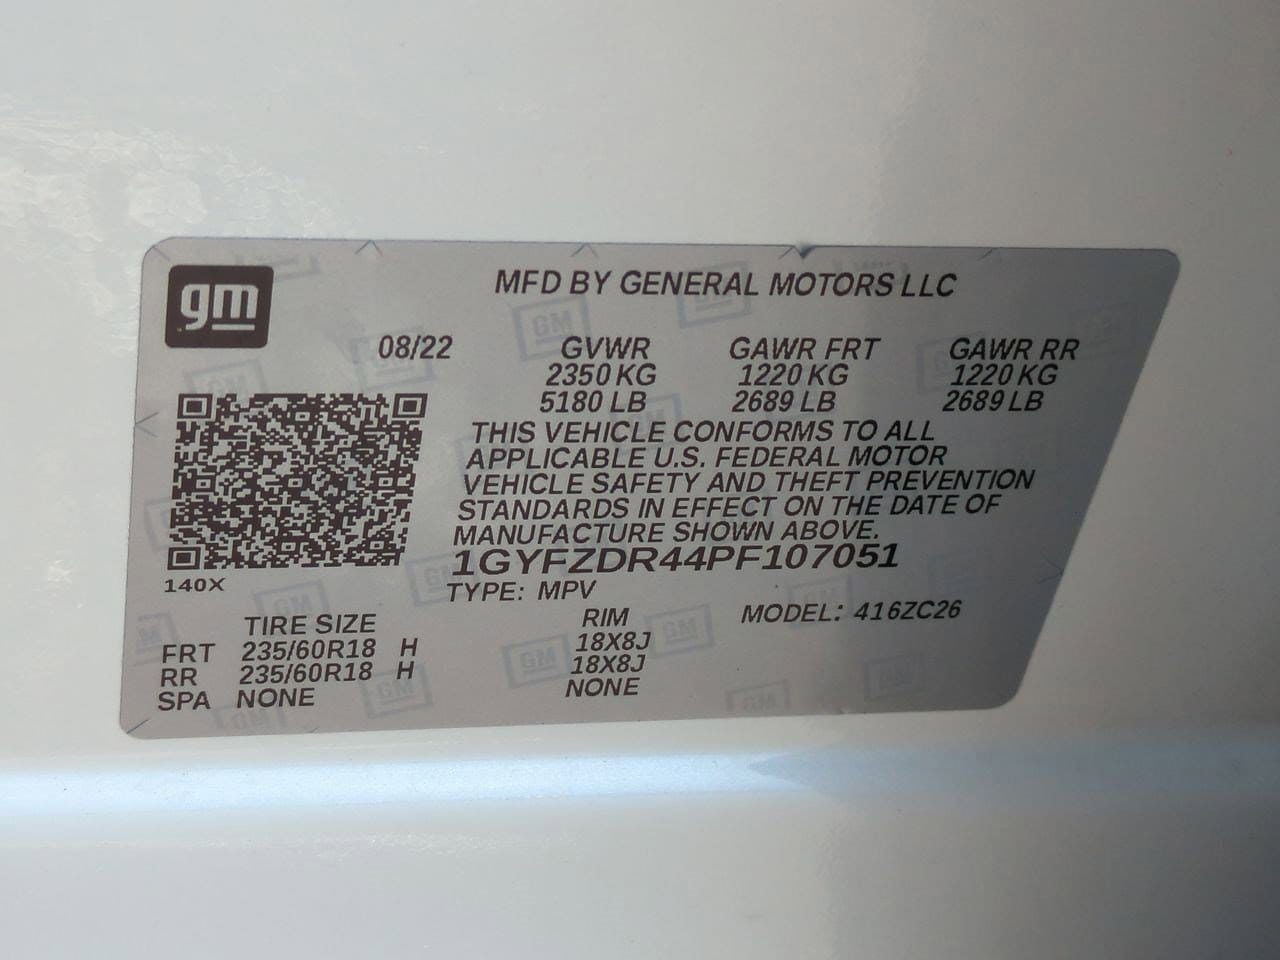 gm
MFD BY GENERAL MOTORS LLC
08/22 GVWR GAWR FRT GAWR RR
2350 KG 1220 KG 1220 KG
5180 LB 2689 LB 2689 LB
THIS VEHICLE CONFORMS TO ALL
APPLICABLE U.S. FEDERAL MOTOR
VEHICLE SAFETY AND THEFT PREVENTION
STANDARDS IN EFFECT ON THE DATE OF
MANUFACTURE SHOWN ABOVE.
1GYFZDR44PF107051
140X
TYPE: MPV
MODEL: 416ZC26
TIRE SIZE RIM
FRT 235/60R18 H 18X8J
RR 235/60R18 H 18X8J
SPA NONE NONE